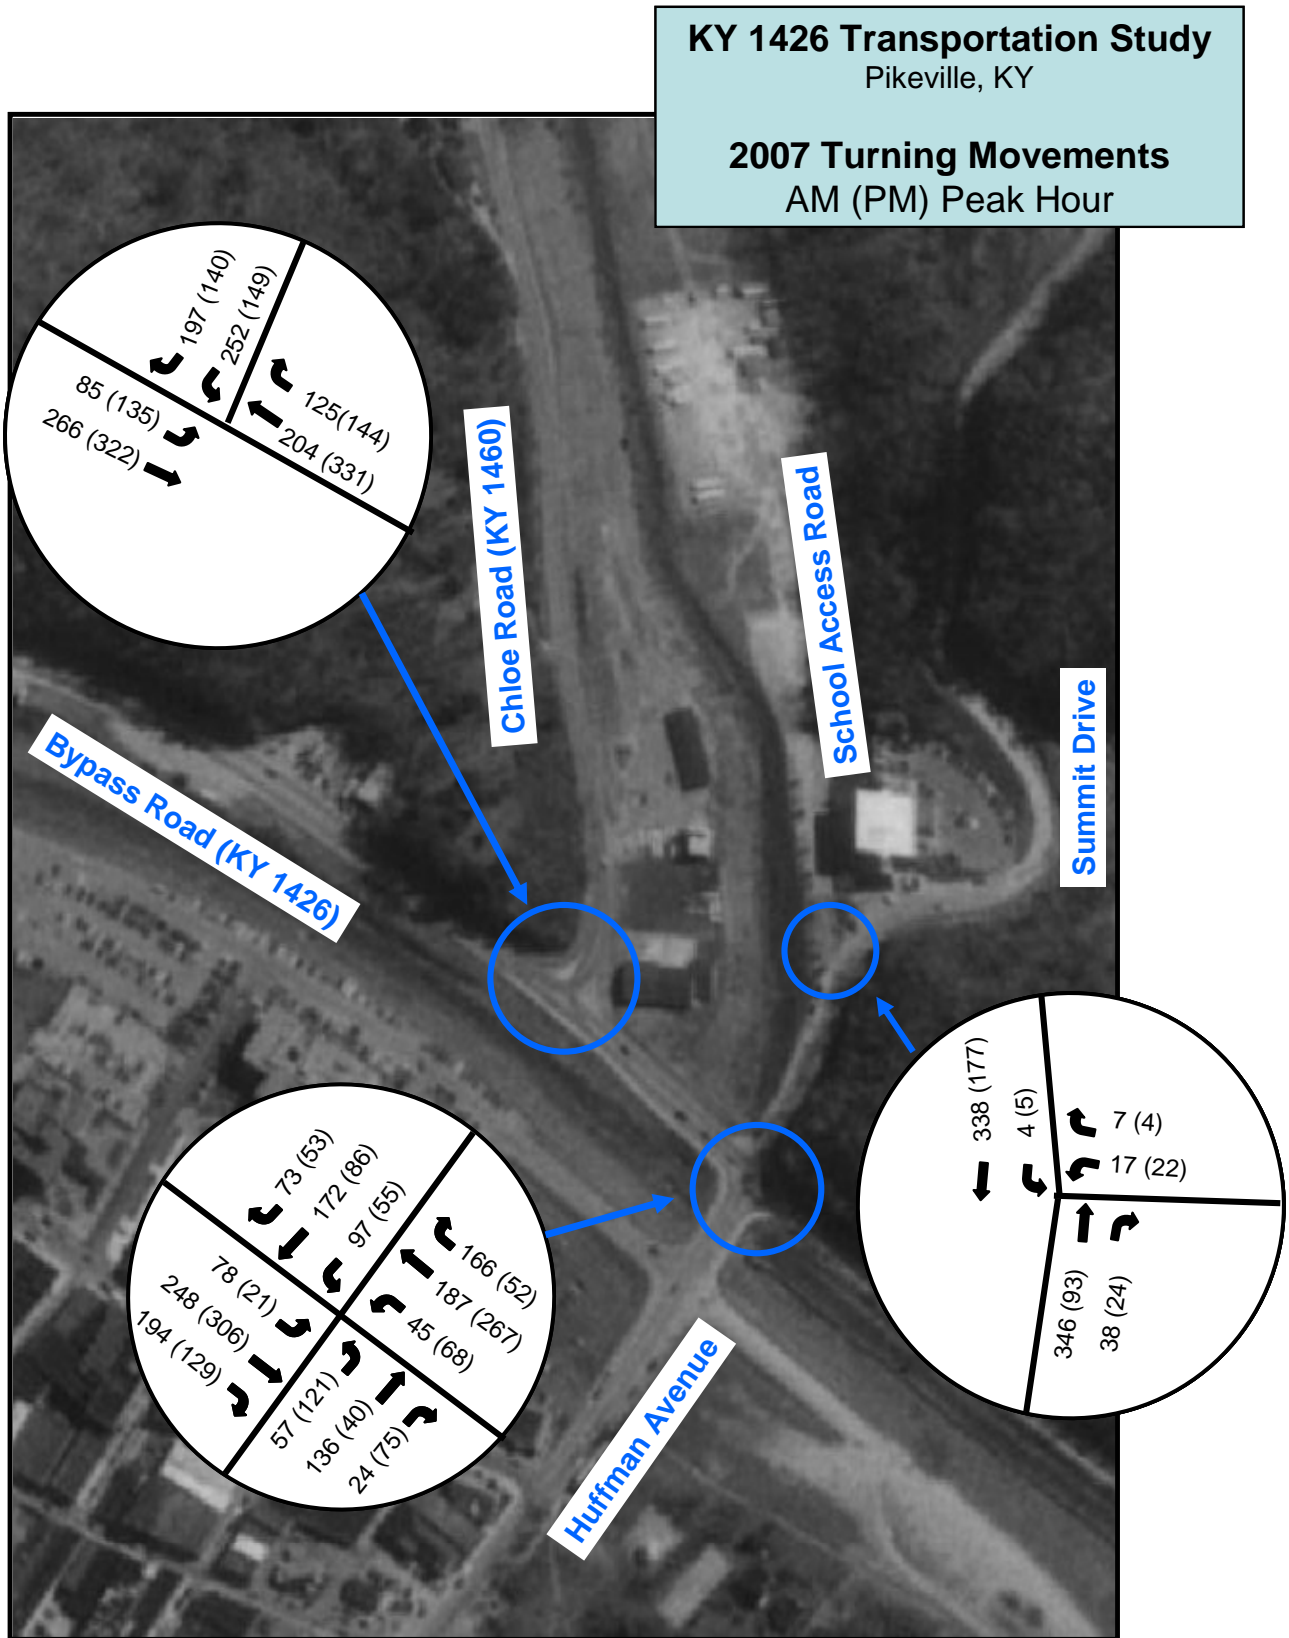 KY 1426 Transportation Study
Pikeville, KY
2007 Turning Movements
AM (PM) Peak Hour
197 (140)
252 (149)
125(144)
204 (331)
85 (135)
266 (322)
Chloe Road (KY 1460)
School Access Road
Summit Drive
Bypass Road (KY 1426)
338 (177)
4 (5)
7 (4)
17 (22)
346 (93)
38 (24)
73 (53)
172 (86)
97 (55)
166 (52)
187 (267)
45 (68)
78 (21)
248 (306)
194 (129)
57 (121)
136 (40)
24 (75)
Huffman Avenue